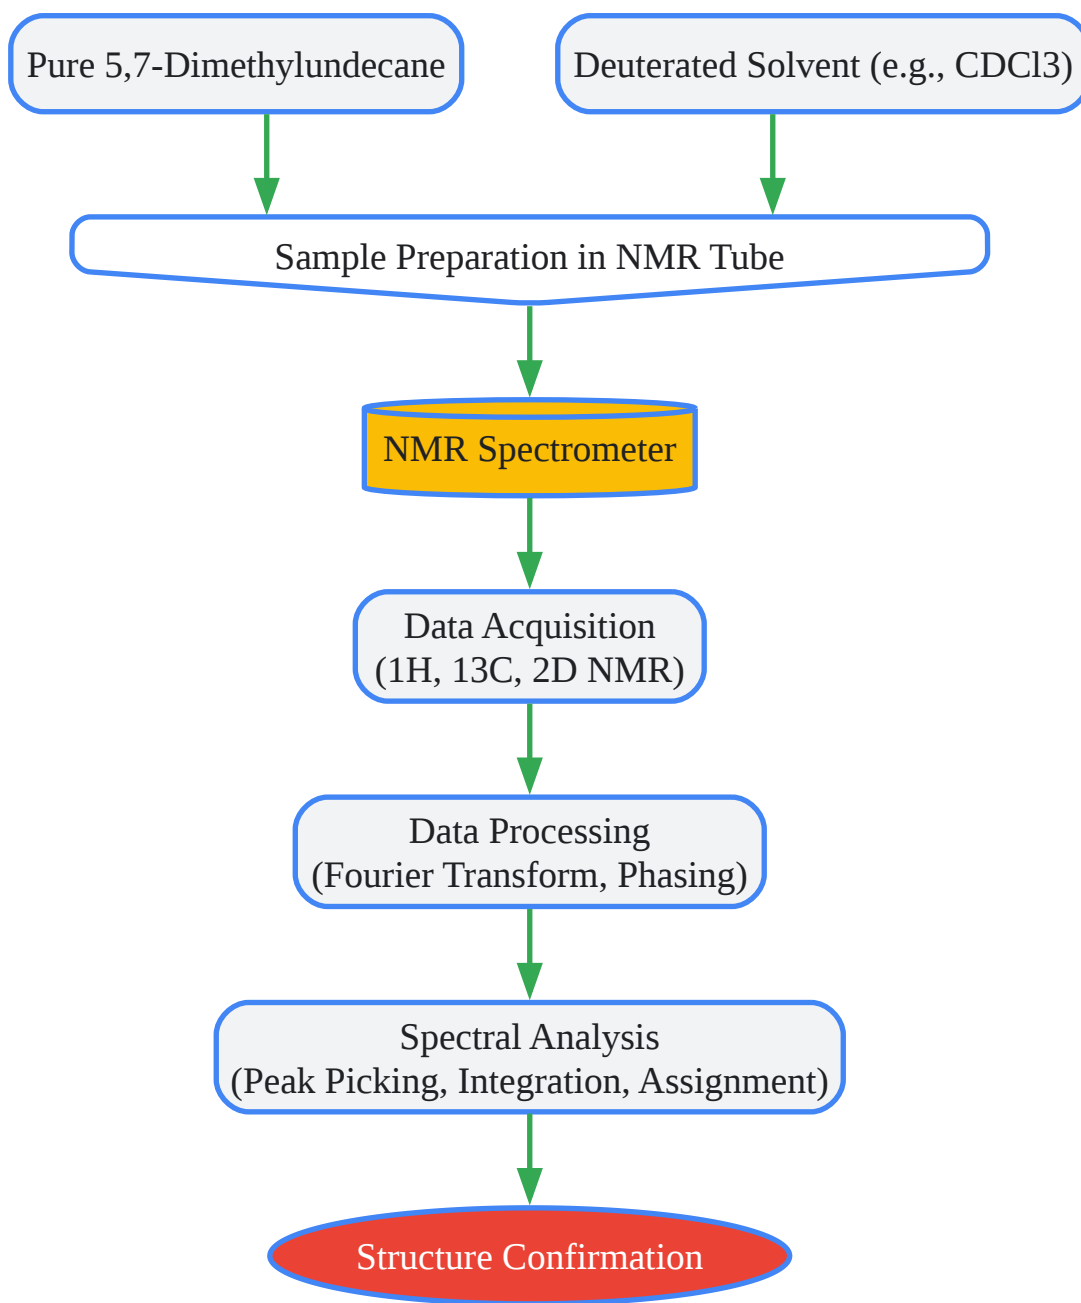 Pure 5,7-Dimethylundecane
Deuterated Solvent (e.g., CDCl3)
Sample Preparation in NMR Tube
NMR Spectrometer
Data Acquisition
(1H, 13C, 2D NMR)
Data Processing
(Fourier Transform, Phasing)
Spectral Analysis
(Peak Picking, Integration, Assignment)
Structure Confirmation